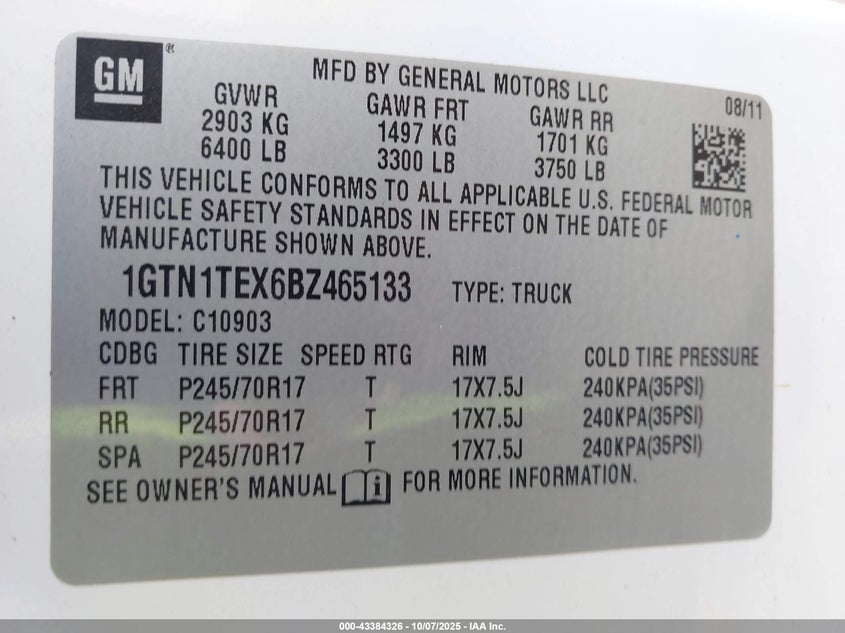 GM ®
MFD BY GENERAL MOTORS LLC
08/11
GVWR GAWR FRT GAWR RR
2903 KG 1497 KG 1701 KG
6400 LB 3300 LB 3750 LB
THIS VEHICLE CONFORMS TO ALL APPLICABLE U.S. FEDERAL MOTOR
VEHICLE SAFETY STANDARDS IN EFFECT ON THE DATE OF
MANUFACTURE SHOWN ABOVE.
1GTN1TEX6BZ465133 TYPE: TRUCK
MODEL: C10903
CDBG TIRE SIZE SPEED RTG RIM COLD TIRE PRESSURE
FRT P245/70R17 T 17X7.5J 240KPA(35PSI)
RR P245/70R17 T 17X7.5J 240KPA(35PSI)
SPA P245/70R17 T 17X7.5J 240KPA(35PSI)
SEE OWNER'S MANUAL i FOR MORE INFORMATION.
000-43384326 - 10/07/2025 - IAA Inc.